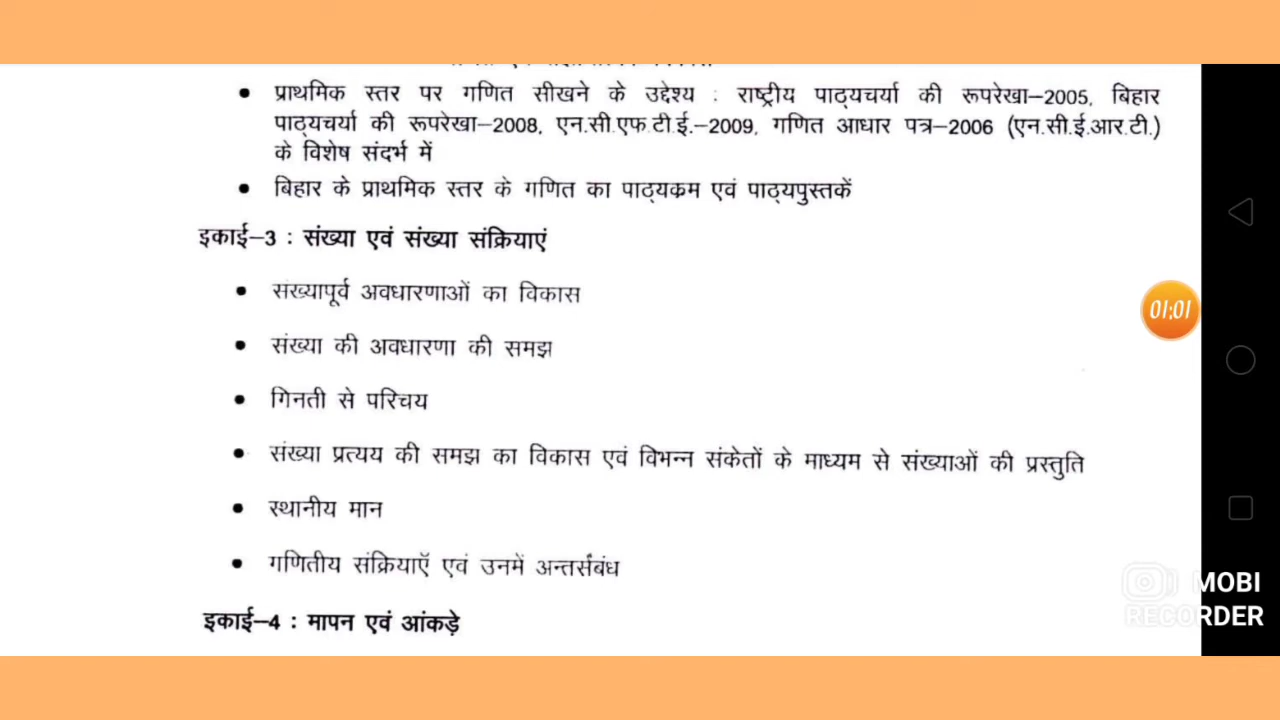 • प्राथमिक स्तर पर गणित सीखने के उद्देश्य : राष्ट्रीय पाठ्यचर्या की रूपरेखा–2005, बिहार
पाठ्यचर्या की रूपरेखा–2008, एन.सी.एफ.टी.ई.–2009, गणित आधार पत्र–2006 (एन.सी.ई.आर.टी.)
के विशेष संदर्भ में
• बिहार के प्राथमिक स्तर के गणित का पाठ्यक्रम एवं पाठ्यपुस्तकें
इकाई–3 : संख्या एवं संख्या संक्रियाएं
• संख्यापूर्व अवधारणाओं का विकास
01:01
• संख्या की अवधारणा की समझ
• गिनती से परिचय
• संख्या प्रत्यय की समझ का विकास एवं विभन्न संकेतों के माध्यम से संख्याओं की प्रस्तुति
• स्थानीय मान
• गणितीय संक्रियाएँ एवं उनमें अन्तर्संबंध
इकाई–4 : मापन एवं आंकड़े
MOBI
RECORDER